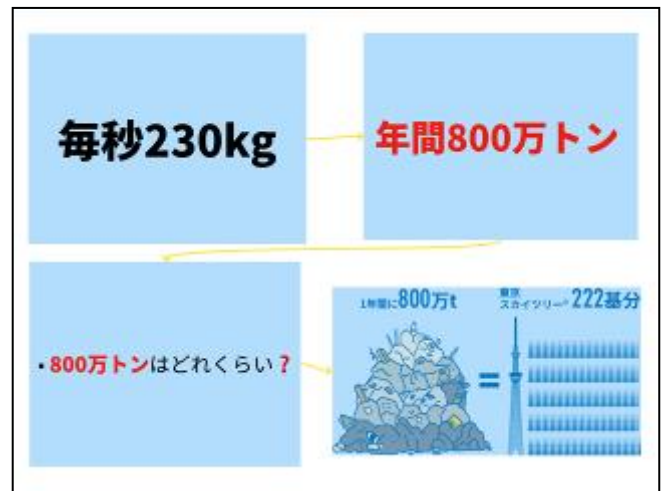 毎秒230kg
年間800万トン
・800万トンはどれくらい？
1年間に800万t
東京
スカイツリー® 222基分
=